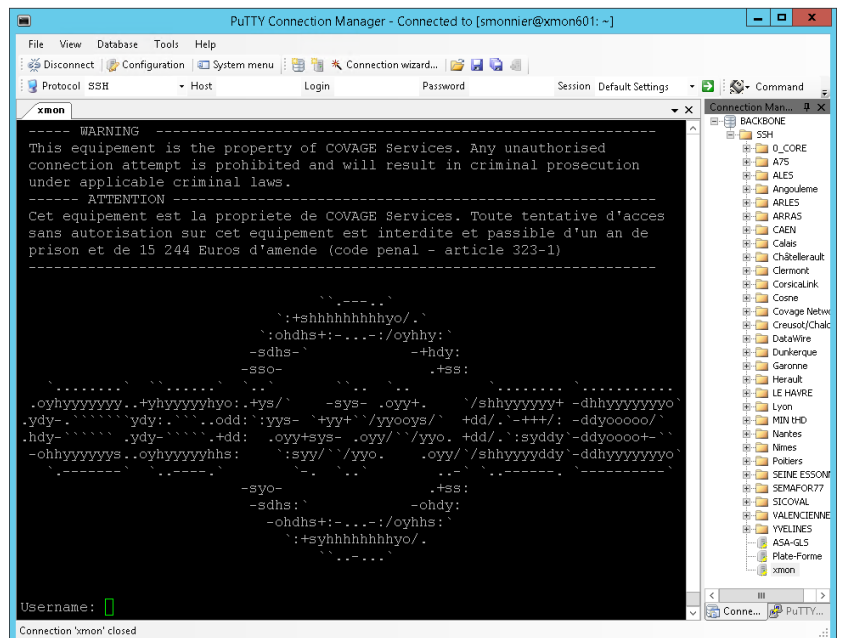 PuTTY Connection Manager - Connected to [smonnier@xmon601: ~]
File View Database Tools Help
Disconnect Configuration System menu Connection wizard...
Protocol SSH Host Login Password Session Default Settings Command
xmon
Connection Man...
----- WARNING -----
This equipement is the property of COVAGE Services. Any unauthorised
connection attempt is prohibited and will result in criminal prosecution
under applicable criminal laws.
------ ATTENTION ------
Cet equipement est la propriete de COVAGE Services. Toute tentative d'acces
sans autorisation sur cet equipement est interdite et passible d'un an de
prison et de 15 244 Euros d'amende (code penal - article 323-1)
Username:
BACKBONE
SSH
0_CORE
A75
ALES
Angouleme
ARLES
ARRAS
CAEN
Calais
Châtellerault
Clermont
CorsicaLink
Cosne
Covage Netwo
Creusot/Chalo
DataWire
Dunkerque
Garonne
Herault
LE HAVRE
Lyon
MIN tHD
Nantes
Nimes
Poitiers
SEINE ESSONN
SEMAFOR77
SICOVAL
VALENCIENNE
YVELINES
ASA-GLS
Plate-Forme
xmon
Conne... PuTTY...
Connection 'xmon' closed